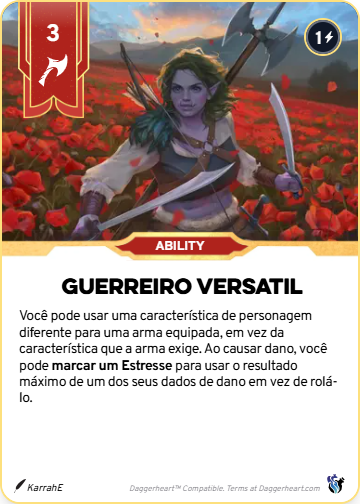 3
1
ABILITY
GUERREIRO VERSATIL
Você pode usar uma característica de personagem
diferente para uma arma equipada, em vez da
característica que a arma exige. Ao causar dano, você
pode marcar um Estresse para usar o resultado
máximo de um dos seus dados de dano em vez de rolá-
lo.
KarrahE
Daggerheart™ Compatible. Terms at Daggerheart.com